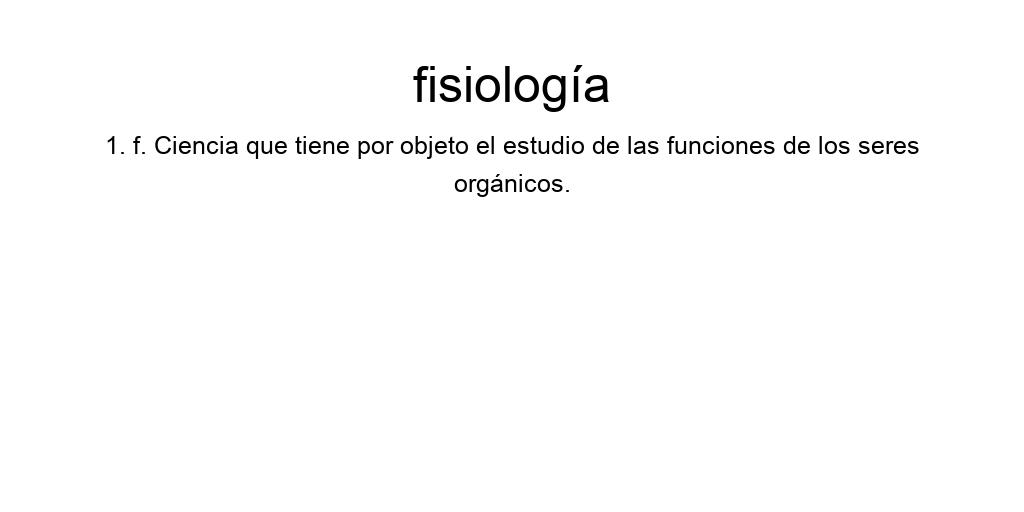 fisiología
1. f. Ciencia que tiene por objeto el estudio de las funciones de los seres
orgánicos.